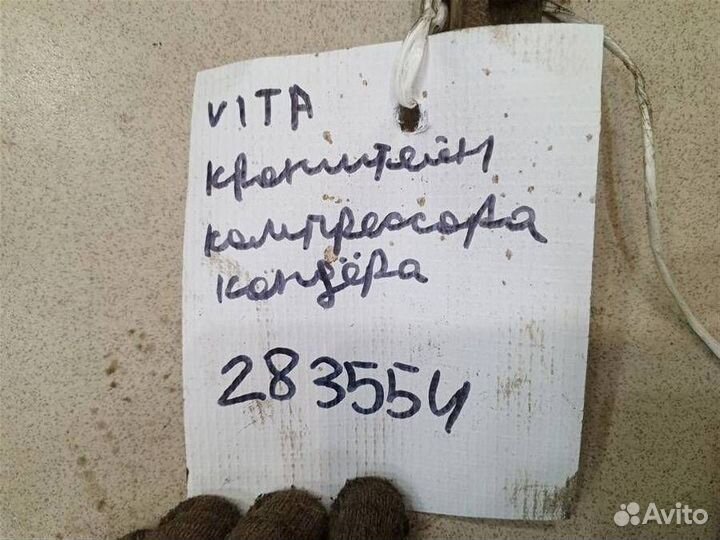 VITA
кронштейн
компрессора
кондёра
283554
Avito